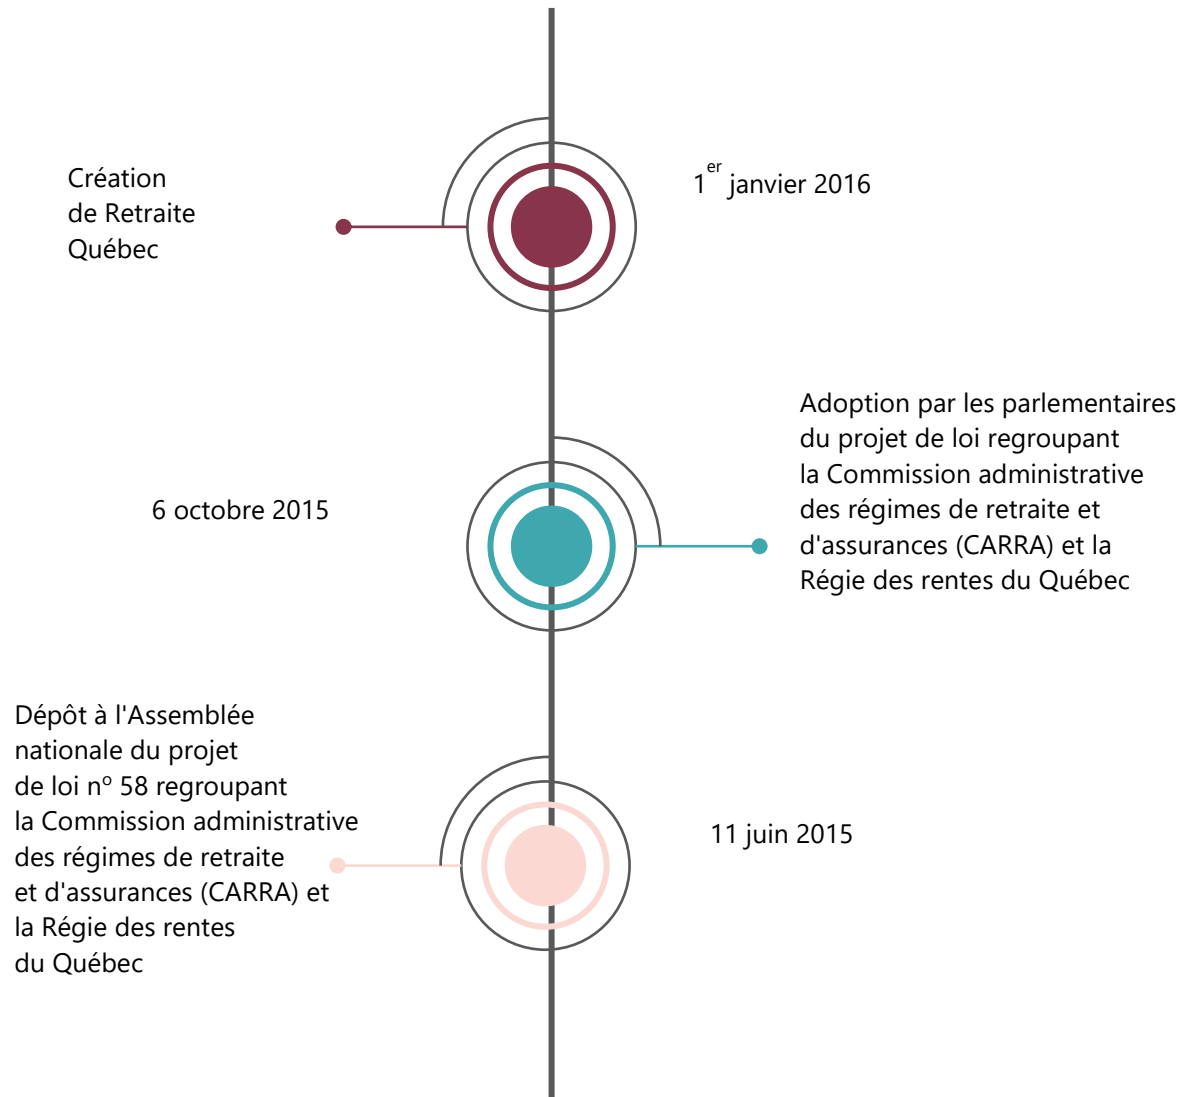 Création
de Retraite
Québec
1er janvier 2016
6 octobre 2015
Adoption par les parlementaires
du projet de loi regroupant
la Commission administrative
des régimes de retraite et
d'assurances (CARRA) et la
Régie des rentes du Québec
Dépôt à l'Assemblée
nationale du projet
de loi nº 58 regroupant
la Commission administrative
des régimes de retraite
et d'assurances (CARRA) et
la Régie des rentes
du Québec
11 juin 2015